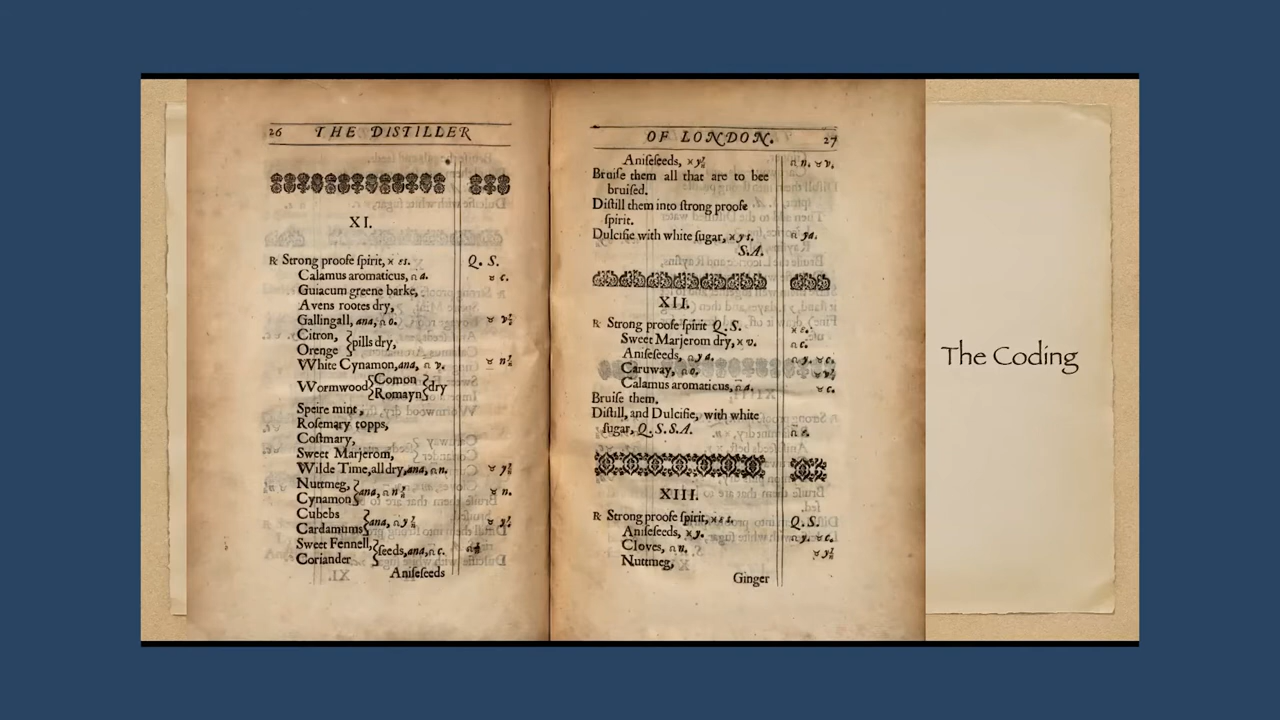 26 THE DISTILLER
XI.
℞ Strong proofe spirit, × es. Q. S.
Calamus aromaticus, ɑ a. ʊ c.
Guiacum greene barke,
Avens rootes dry,
Gallingall, ana, o.
Citron,
Orenge } pills dry,
White Cynamon, ana, v.
Wormwood { Comon Romayn } dry
Speire mint,
Rosemary topps,
Costmary,
Sweet Marjerom,
Wilde Time, all dry, ana, n.
Nutmeg,
Cynamon } ana,
Cubebs
Cardamums } ana,
Sweet Fennell,
Coriander } seeds, ana, c.
Aniseseeds
OF LONDON. 27
Aniseseeds,
Bruise them all that are to bee
bruised.
Distill them into strong proofe
spirit.
Dulcifie with white sugar,
S.A.
XII.
℞ Strong proofe spirit Q. S.
Sweet Marjerom dry, × v.
Aniseseeds,
Caruway,
Calamus aromaticus,
Bruise them.
Distill, and Dulcifie, with white
sugar, Q. S. S.A.
XIII.
℞ Strong proofe spirit, Q. S.
Aniseseeds, × y.
Cloves, n.
Nuttmeg,
Ginger
The Coding